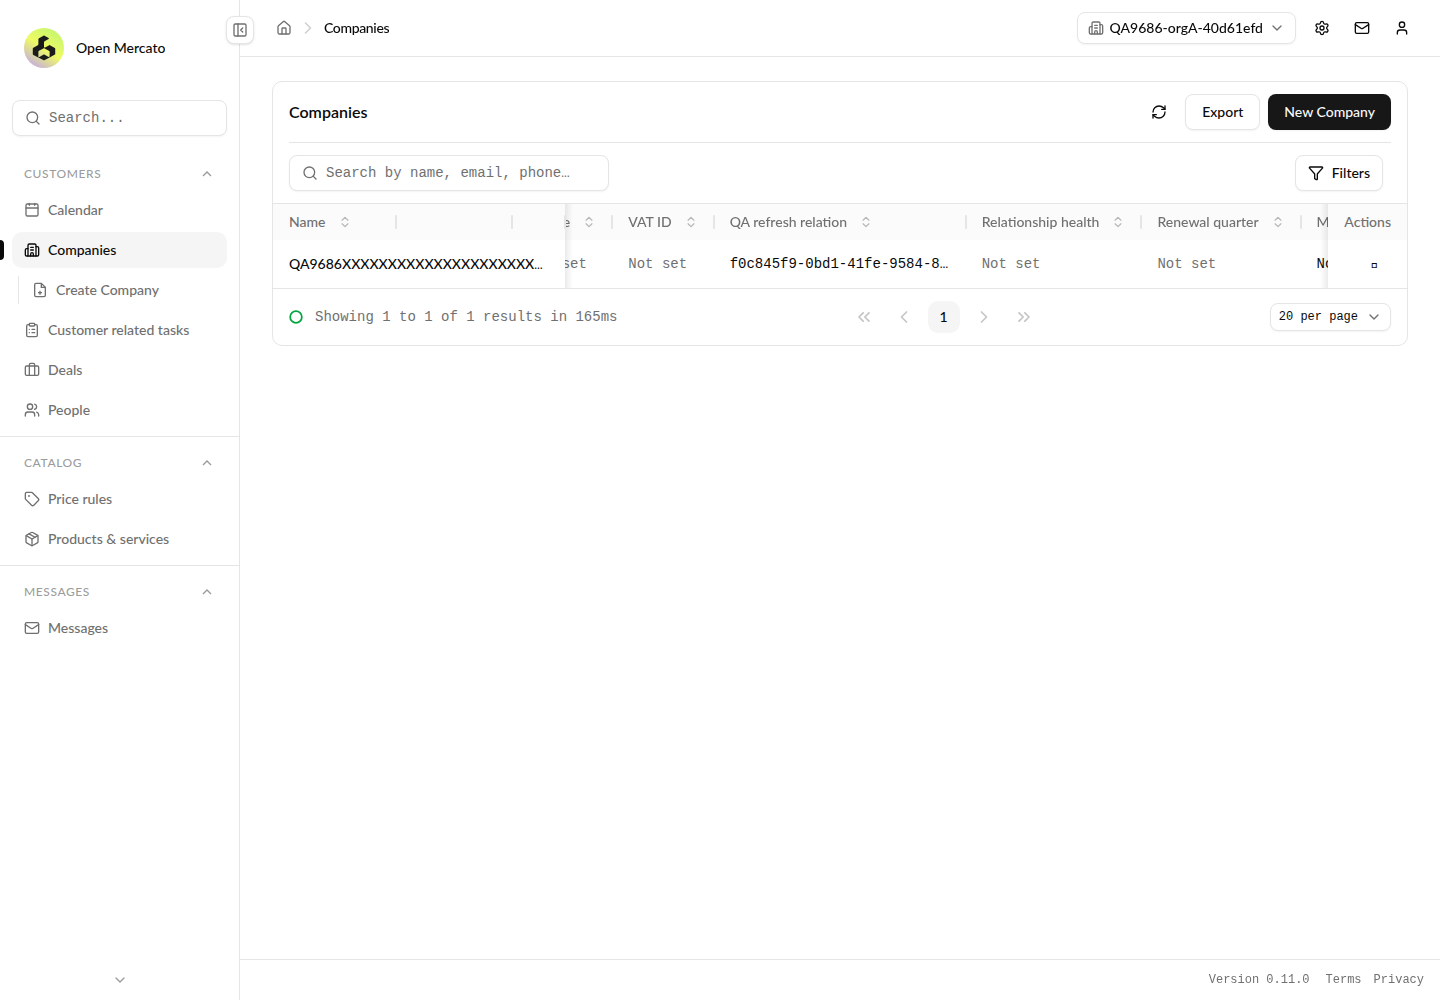 Open Mercato
Companies
QA9686-orgA-40d61efd
Search...
CUSTOMERS
Calendar
Companies
Create Company
Customer related tasks
Deals
People
CATALOG
Price rules
Products & services
MESSAGES
Messages
Companies
Export
New Company
Search by name, email, phone…
Filters
Name e VAT ID QA refresh relation Relationship health Renewal quarter M Actions
QA9686XXXXXXXXXXXXXXXXXXXXX… set Not set f0c845f9-0bd1-41fe-9584-8… Not set Not set No
Showing 1 to 1 of 1 results in 165ms
1
20 per page
Version 0.11.0 Terms Privacy